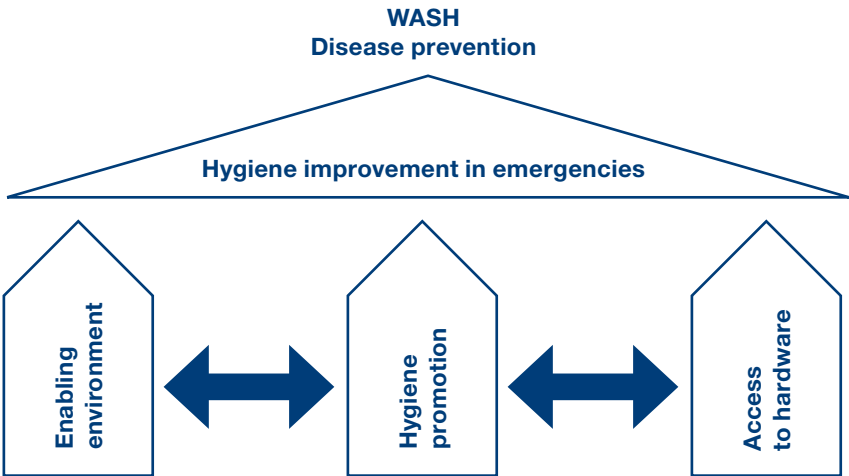 WASH
Disease prevention
Hygiene improvement in emergencies
Enabling
environment
Hygiene
promotion
Access
to hardware